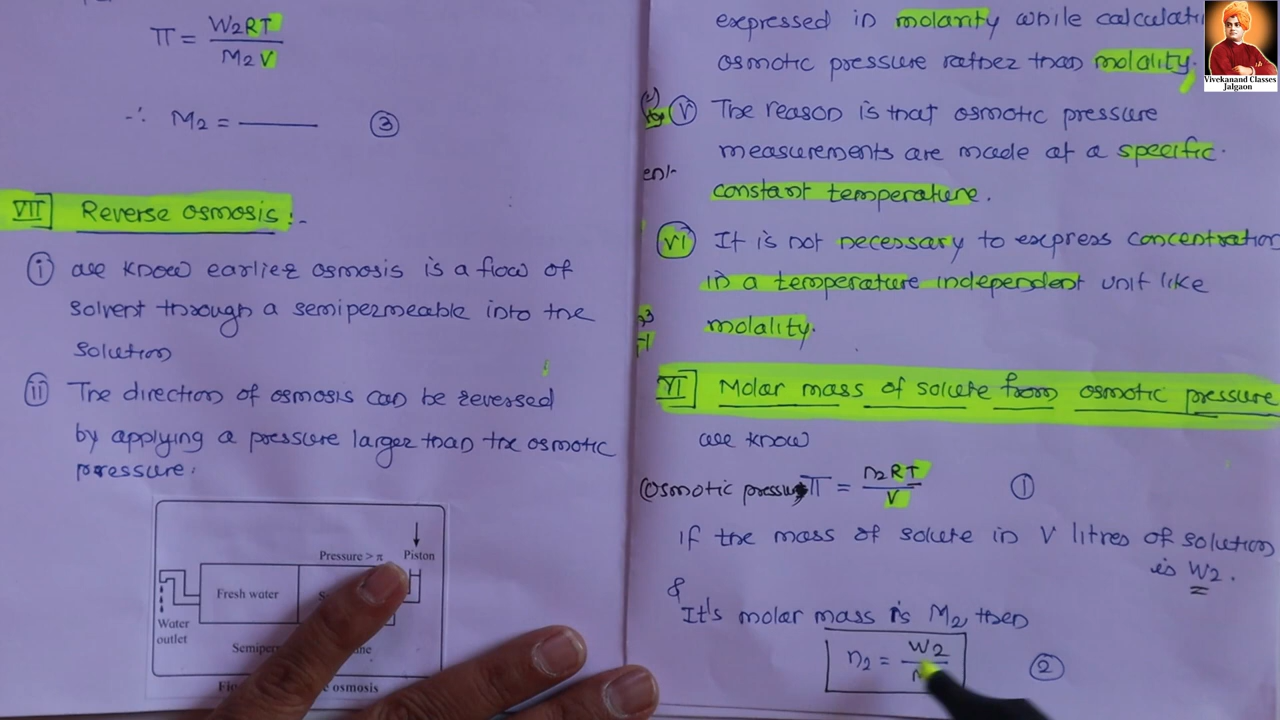 π = W2RT / M2V
∴ M2 = ——— ③
VII] Reverse osmosis :-
i we know earlier osmosis is a flow of
solvent through a semipermeable into the
solution
ii The direction of osmosis can be reversed
by applying a pressure larger than the osmotic
pressure.
Pressure > π Piston
Fresh water
Water
outlet
osmosis
expressed in molarity while
osmotic pressure rather than molality.
V The reason is that osmotic pressure
measurements are made at a specific
constant temperature.
VI It is not necessary to express concentration
in a temperature independent unit like
molality.
VI] Molar mass of solute from osmotic pressure
we know
(osmotic pressure) π = n2RT / V ①
If the mass of solute in V litres of solution
is W2.
&
It's molar mass is M2 then
n2 = W2 ②
Vivekanand Classes
Jalgaon